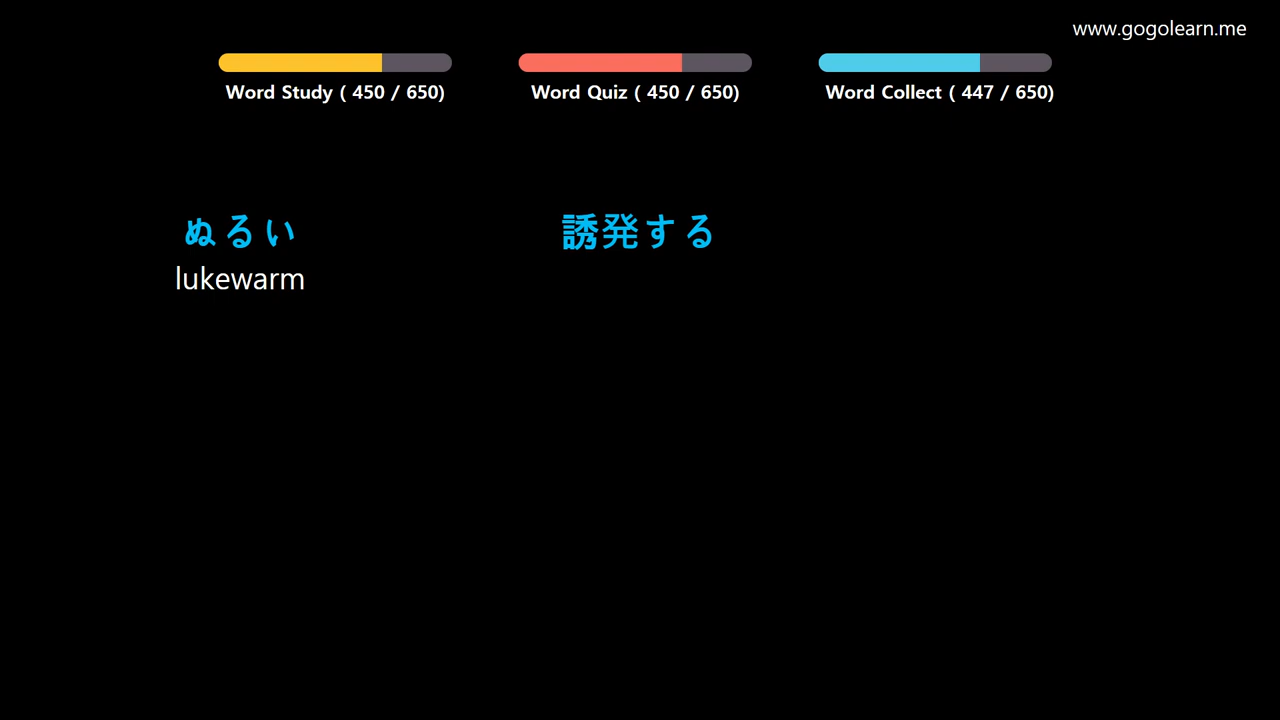 www.gogolearn.me
Word Study ( 450 / 650)
Word Quiz ( 450 / 650)
Word Collect ( 447 / 650)
ぬるい
lukewarm
誘発する